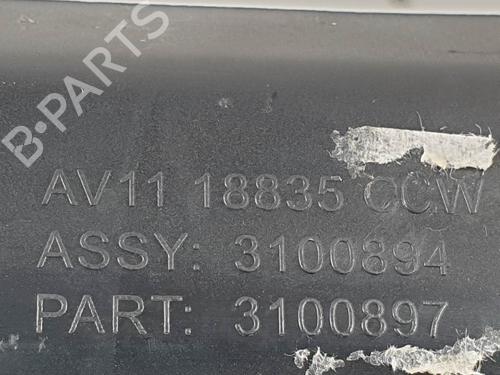 B-PARTS
AV11 18835 CCW
ASSY: 3100894
PART: 3100897